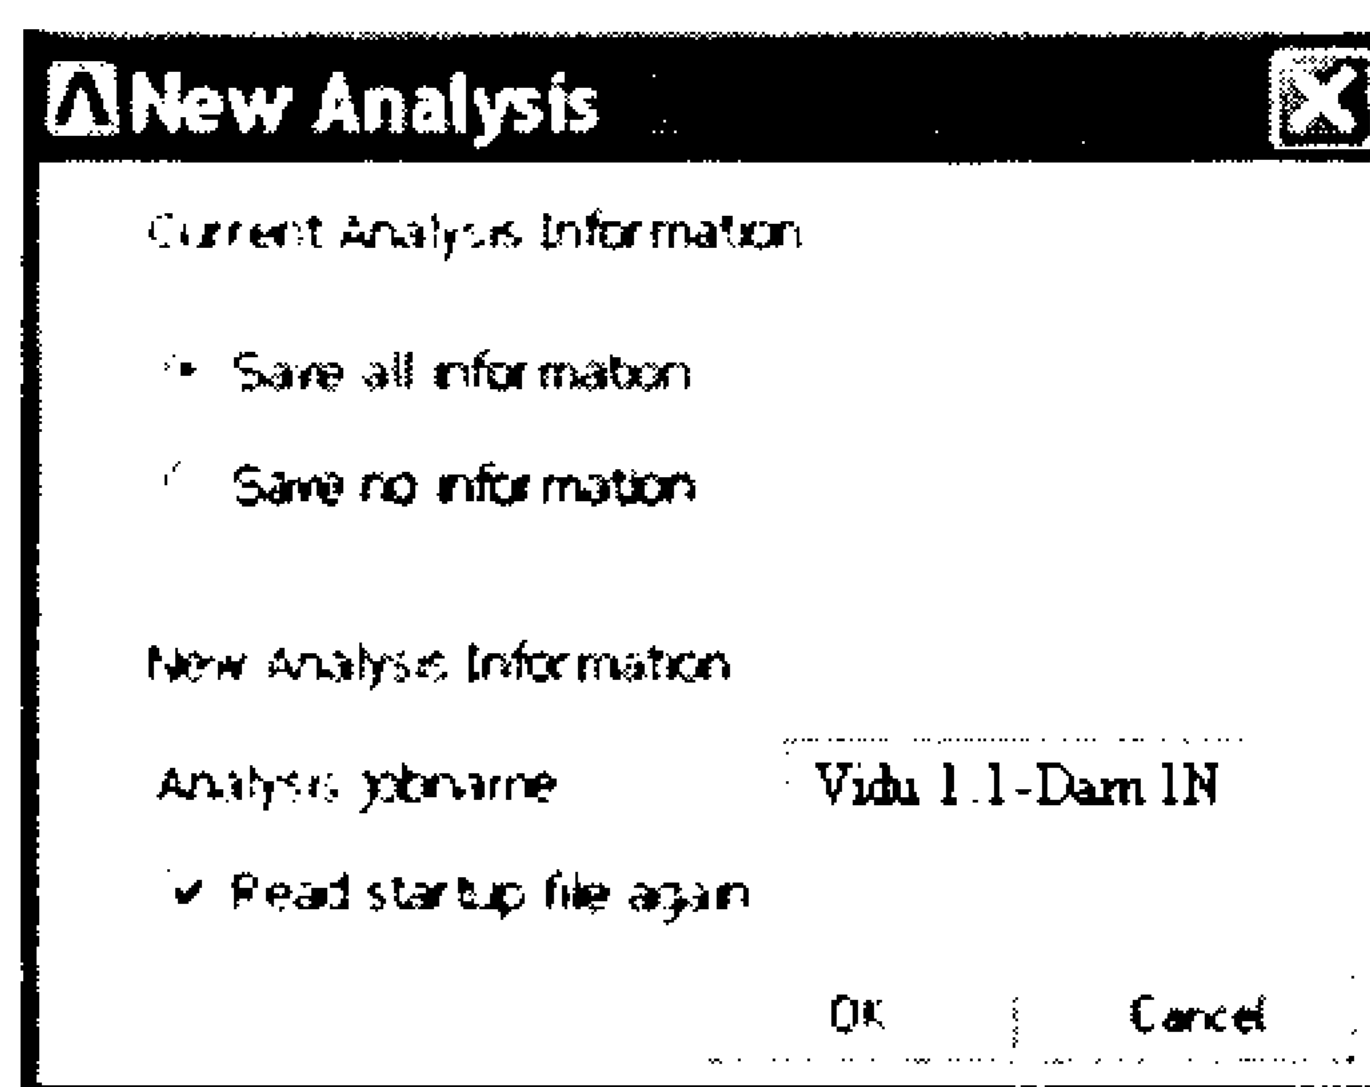 New Analysis
Current Analysis Information
Save all information
Save no information
New Analysis Information
Analysis jobname Vidu 1.1-Dam 1N
Read startup file again
OK Cancel